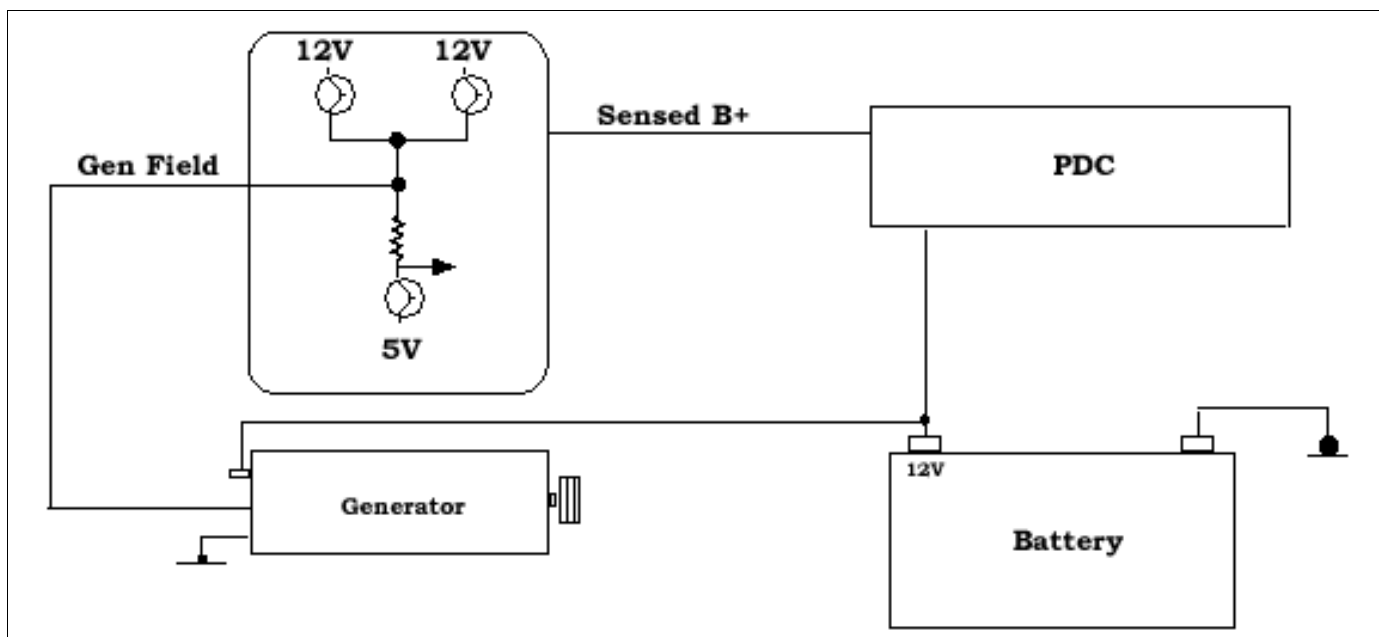 12V 12V
Sensed B+
Gen Field
PDC
5V
12V
Generator
Battery